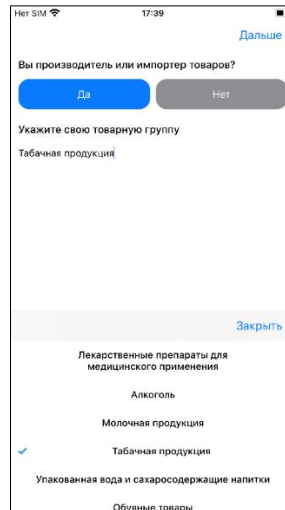 Нет SIM 17:39
Дальше
Вы производитель или импортер товаров?
Да Нет
Укажите свою товарную группу
Табачная продукция
Закрыть
Лекарственные препараты для
медицинского применения
Алкоголь
Молочная продукция
Табачная продукция
Упакованная вода и сахаросодержащие напитки
Обувные товары